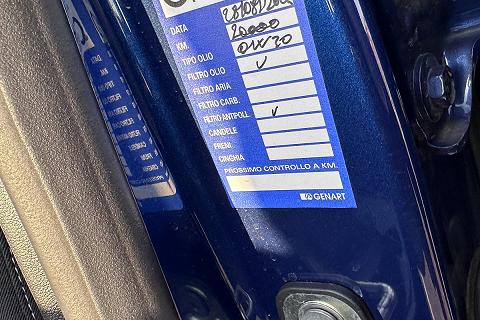 DATA
KM. 20000
TIPO OLIO 0W20
FILTRO OLIO V
FILTRO ARIA
FILTRO CARB.
FILTRO ANTIPOLL. V
CANDELE
FRENI
CINGHIA
PROSSIMO CONTROLLO A KM.
GENART